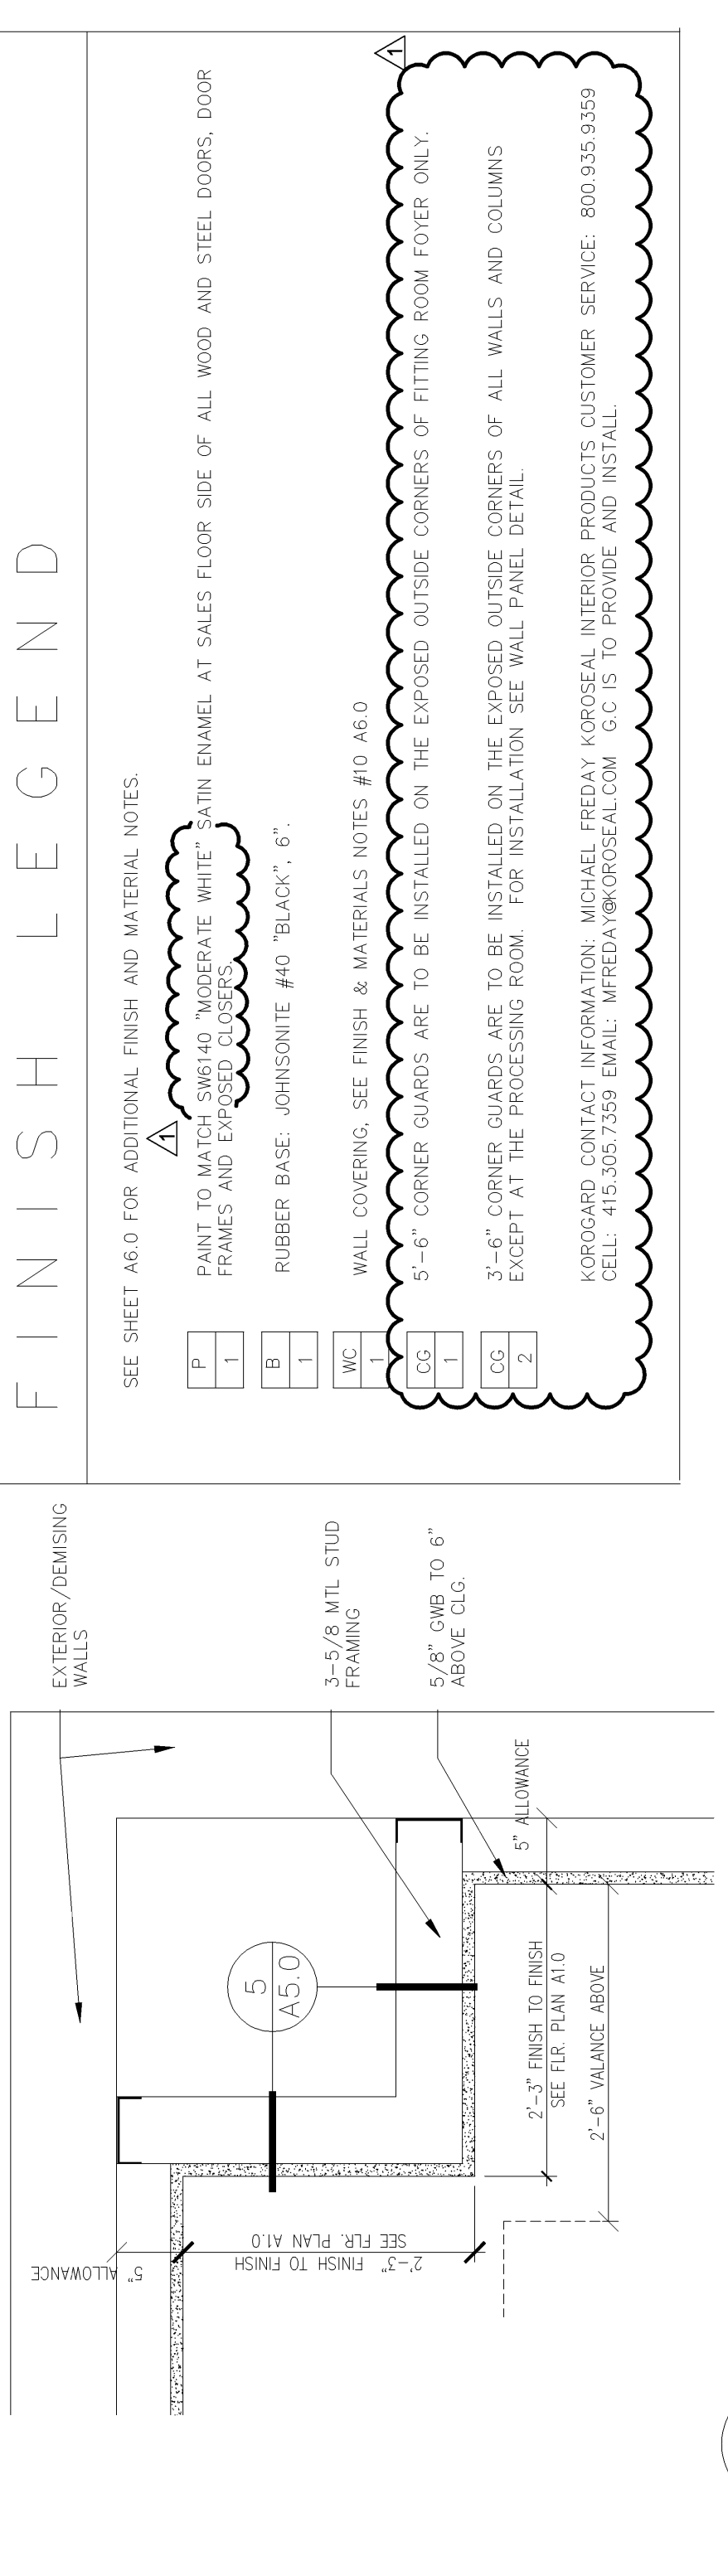 FINISH LEGEND
SEE SHEET A6.0 FOR ADDITIONAL FINISH AND MATERIAL NOTES.
1
P
1
PAINT TO MATCH SW6140 "MODERATE WHITE" SATIN ENAMEL AT SALES FLOOR SIDE OF ALL WOOD AND STEEL DOORS, DOOR
FRAMES AND EXPOSED CLOSERS.
B
1
RUBBER BASE: JOHNSONITE #40 "BLACK", 6".
WC
1
WALL COVERING, SEE FINISH & MATERIALS NOTES #10 A6.0
1
CG
1
5'-6" CORNER GUARDS ARE TO BE INSTALLED ON THE EXPOSED OUTSIDE CORNERS OF FITTING ROOM FOYER ONLY.
CG
2
3'-6" CORNER GUARDS ARE TO BE INSTALLED ON THE EXPOSED OUTSIDE CORNERS OF ALL WALLS AND COLUMNS
EXCEPT AT THE PROCESSING ROOM. FOR INSTALLATION SEE WALL PANEL DETAIL.
KOROGARD CONTACT INFORMATION: MICHAEL FREDAY KOROSEAL INTERIOR PRODUCTS CUSTOMER SERVICE: 800.935.9359
CELL: 415.305.7359 EMAIL: MFREDAY@KOROSEAL.COM G.C IS TO PROVIDE AND INSTALL.
EXTERIOR/DEMISING
WALLS
3-5/8 MTL STUD
FRAMING
5/8" GWB TO 6"
ABOVE CLG.
5
A5.0
5" ALLOWANCE
2'-3" FINISH TO FINISH
SEE FLR. PLAN A1.0
2'-6" VALANCE ABOVE
5" ALLOWANCE
2'-3" FINISH TO FINISH
SEE FLR. PLAN A1.0